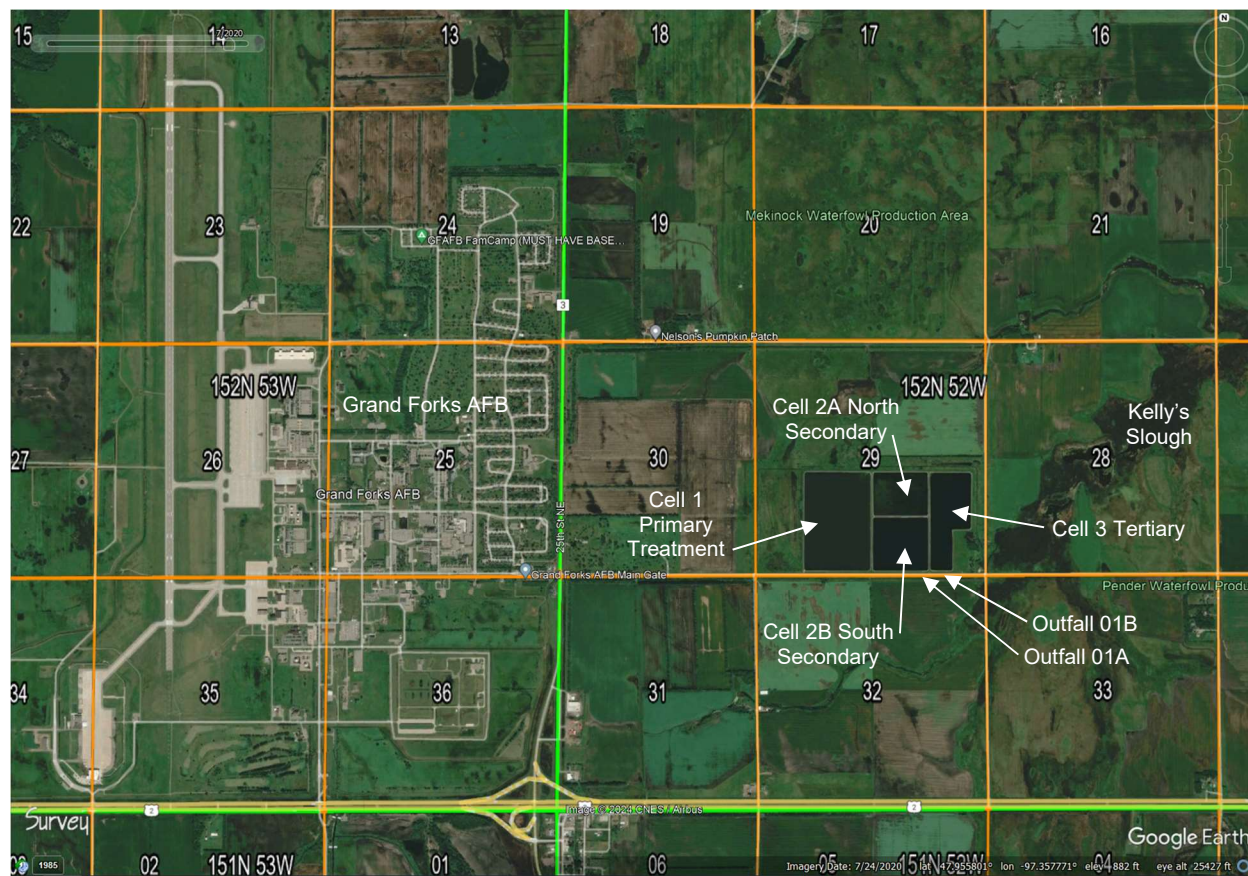 15
14
7/2020
13
18
17
16
N
22
23
24
19
Mekinock Waterfowl Production Area
20
21
GFAFB FamCamp (MUST HAVE BASE...
3
Nelson's Pumpkin Patch
152N 53W
152N 52W
Grand Forks AFB
Cell 2A North
Secondary
Kelly's
Slough
27
26
25
30
29
28
Grand Forks AFB
Cell 1
Primary
Treatment
25th St NE
Cell 3 Tertiary
Grand Forks AFB Main Gate
Pender Waterfowl Produ
Cell 2B South
Secondary
Outfall 01B
Outfall 01A
34
35
36
31
32
33
2
2
Image © 2024 CNES / Airbus
Survey
Google Earth
1985
02
151N 53W
01
06
05
151N 52W
04
Imagery Date: 7/24/2020 lat 47.955801° lon -97.357771° elev 882 ft eye alt 25427 ft